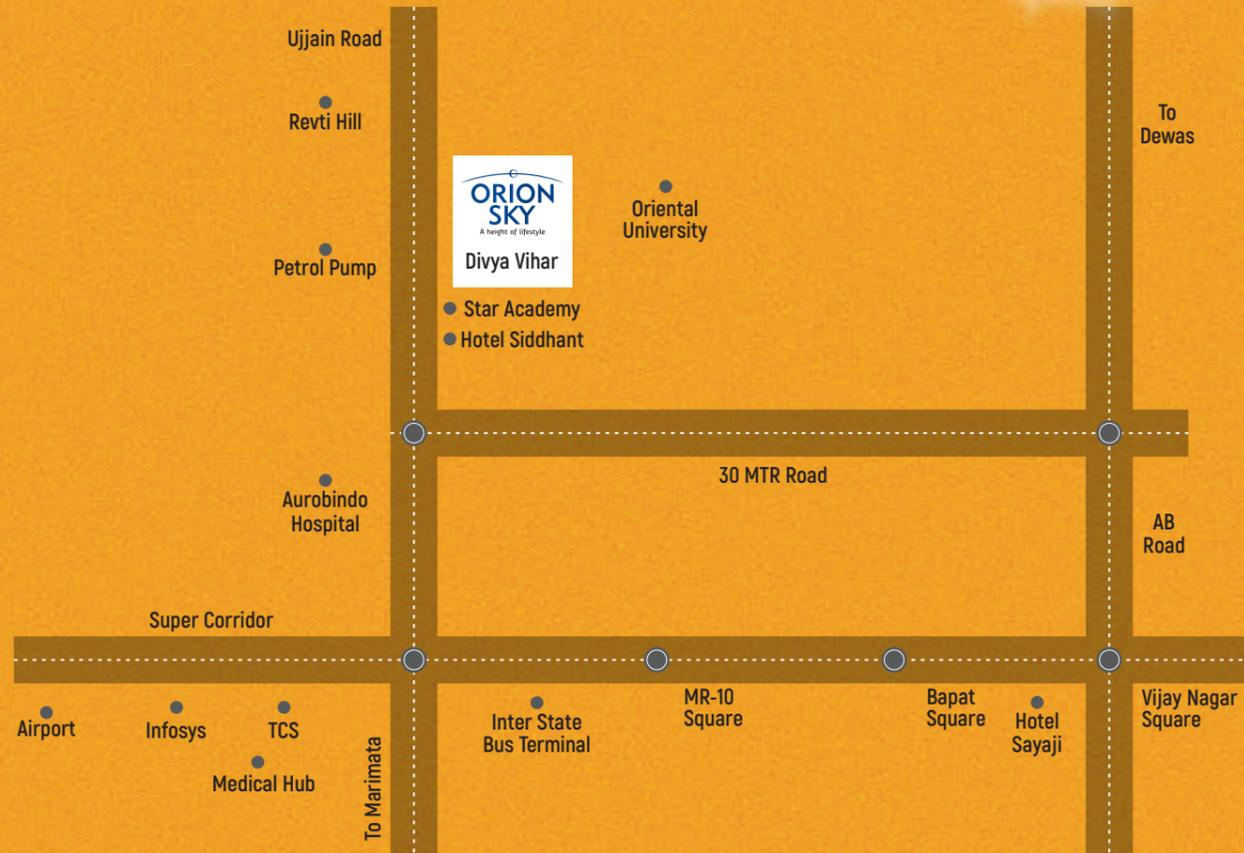 Ujjain Road
Revti Hill
To
Dewas
ORION
SKY
A height of lifestyle
Divya Vihar
Oriental
University
Petrol Pump
Star Academy
Hotel Siddhant
30 MTR Road
Aurobindo
Hospital
AB
Road
Super Corridor
Airport
Infosys
TCS
Medical Hub
To Marimata
Inter State
Bus Terminal
MR-10
Square
Bapat
Square
Hotel
Sayaji
Vijay Nagar
Square